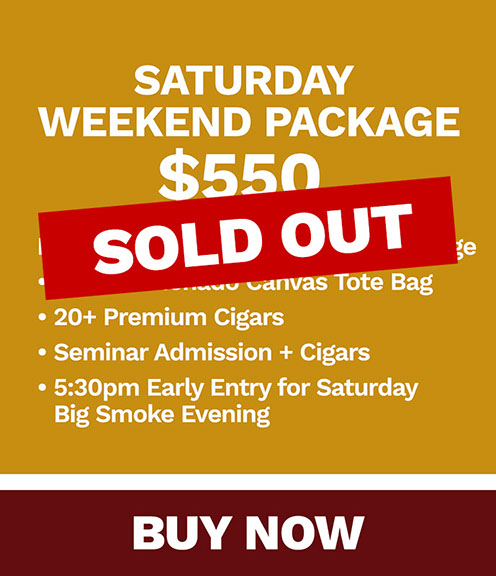 SATURDAY
WEEKEND PACKAGE
$550
SOLD OUT
• Canvas Tote Bag
• 20+ Premium Cigars
• Seminar Admission + Cigars
• 5:30pm Early Entry for Saturday
Big Smoke Evening
BUY NOW